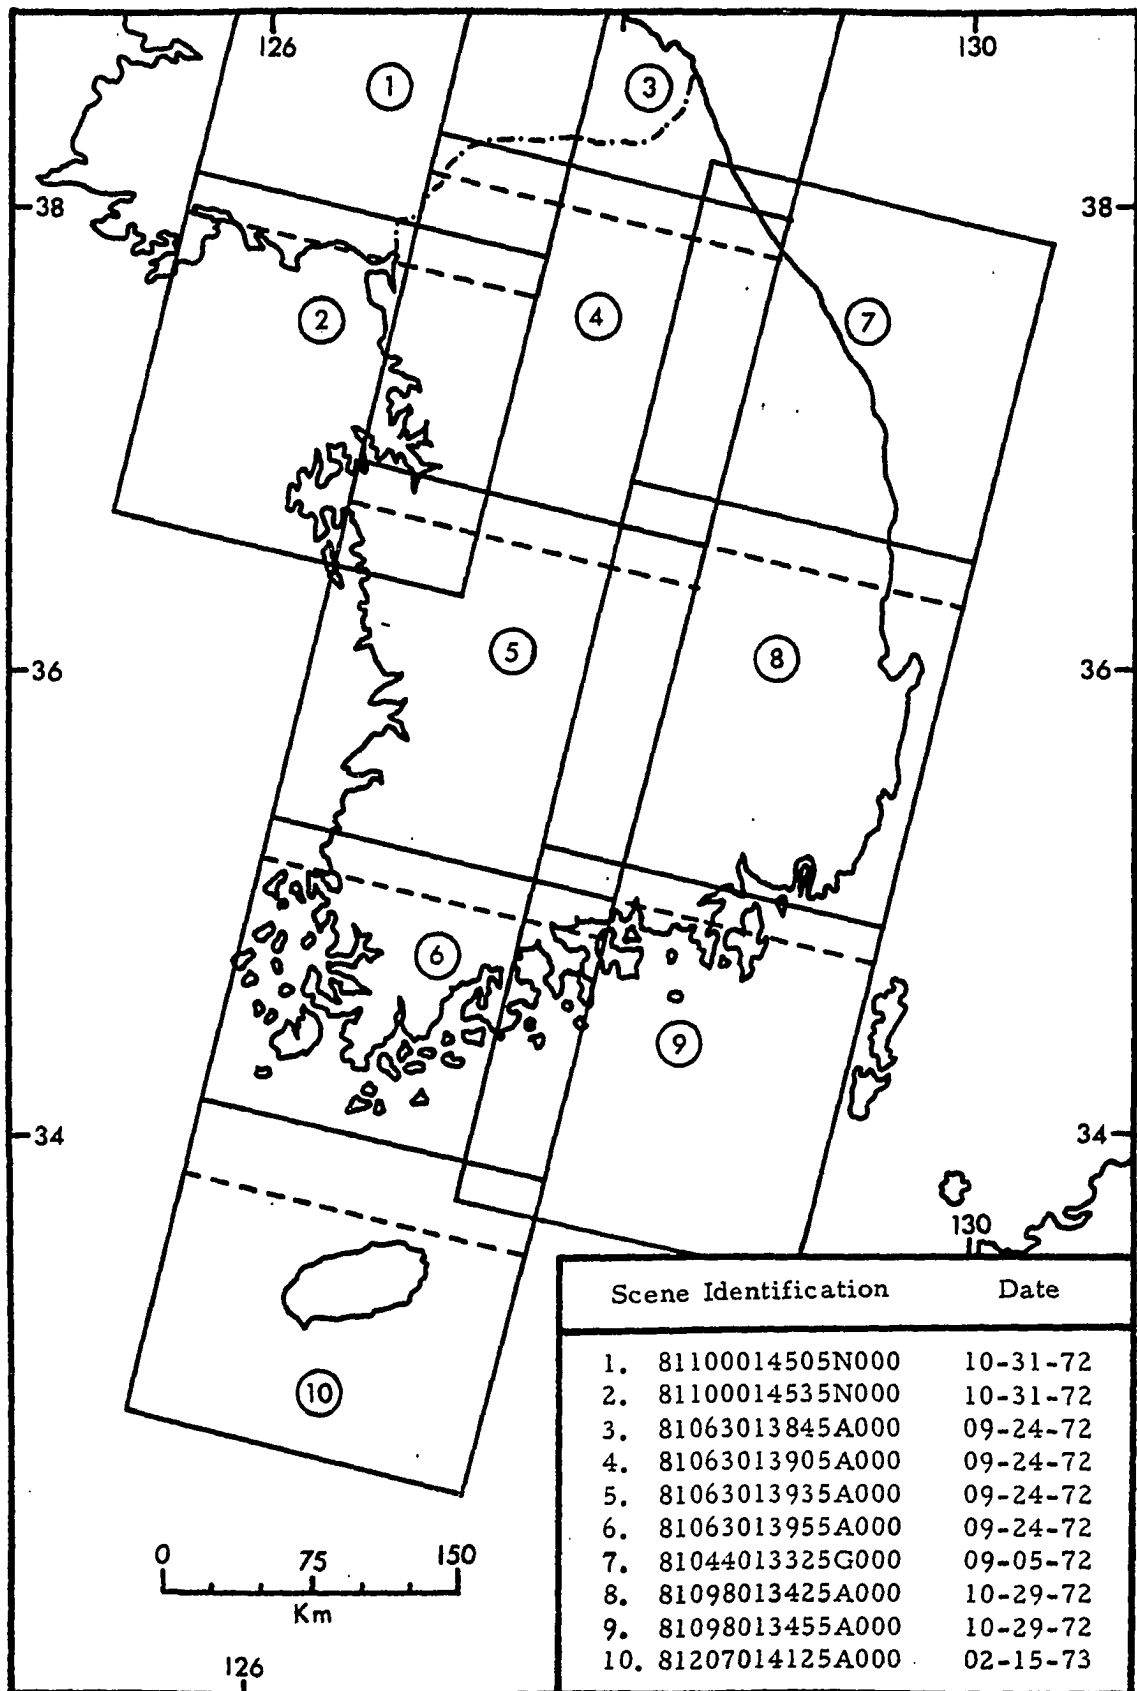 126
130
1
3
38
38
2
4
7
5
8
36
36
6
9
34
34
130
10
0 75 150
Km
126
Scene Identification Date
1. 81100014505N000 10-31-72
2. 81100014535N000 10-31-72
3. 81063013845A000 09-24-72
4. 81063013905A000 09-24-72
5. 81063013935A000 09-24-72
6. 81063013955A000 09-24-72
7. 81044013325G000 09-05-72
8. 81098013425A000 10-29-72
9. 81098013455A000 10-29-72
10. 81207014125A000 02-15-73